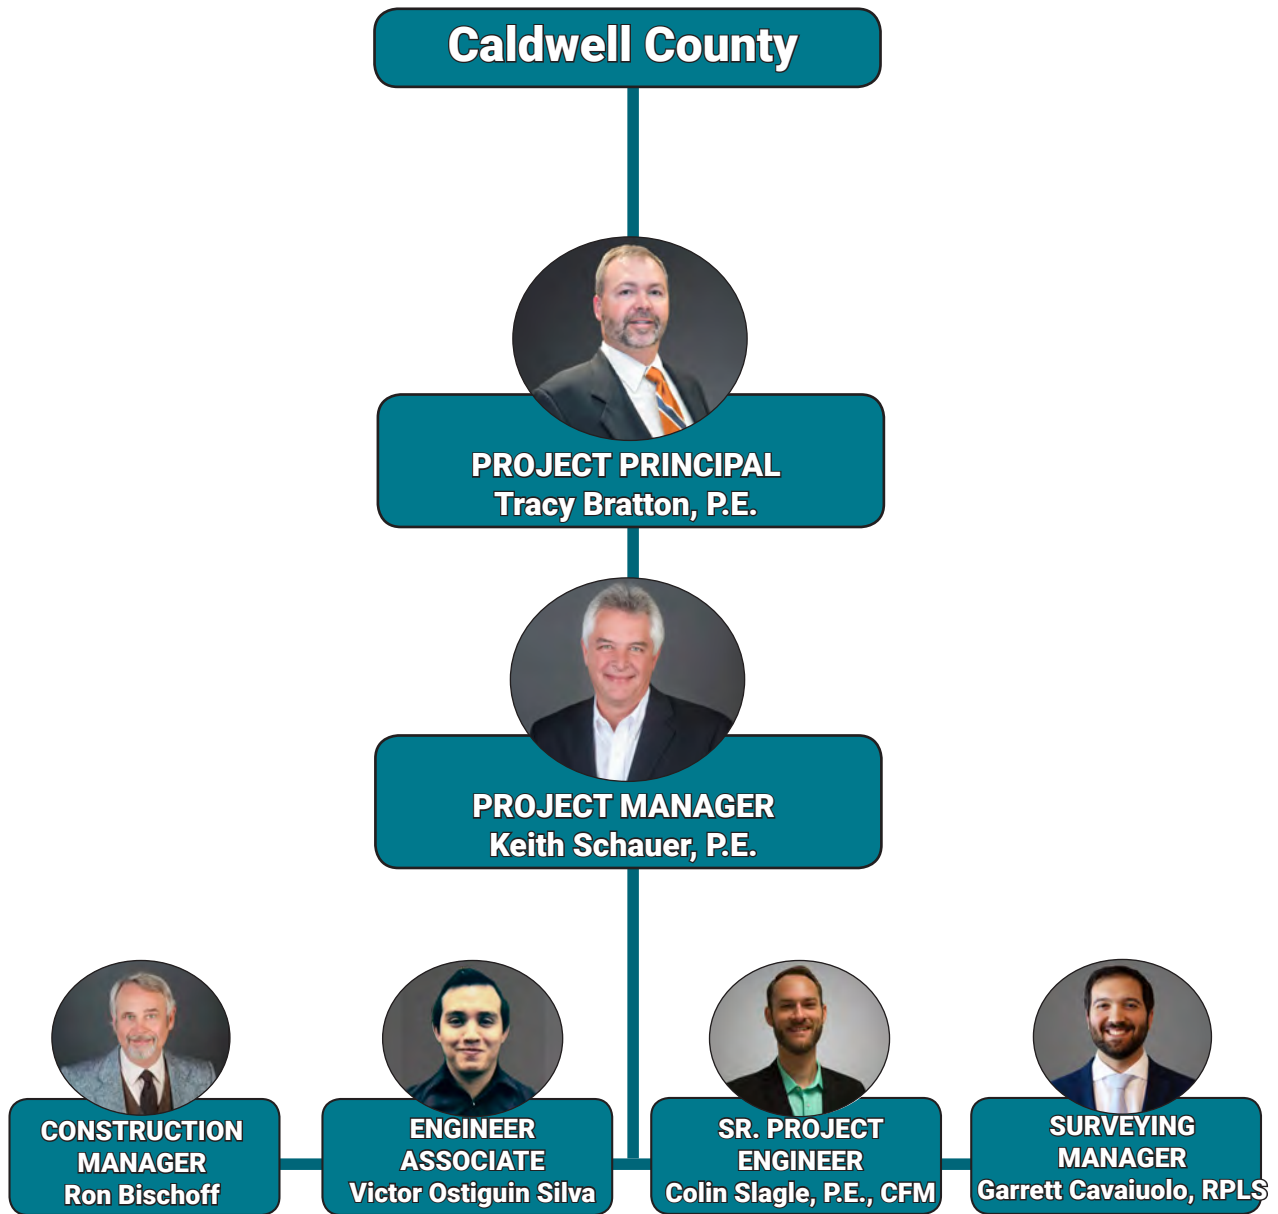 Caldwell County
PROJECT PRINCIPAL
Tracy Bratton, P.E.
PROJECT MANAGER
Keith Schauer, P.E.
CONSTRUCTION
MANAGER
Ron Bischoff
ENGINEER
ASSOCIATE
Victor Ostiguin Silva
SR. PROJECT
ENGINEER
Colin Slagle, P.E., CFM
SURVEYING
MANAGER
Garrett Cavaiuolo, RPLS